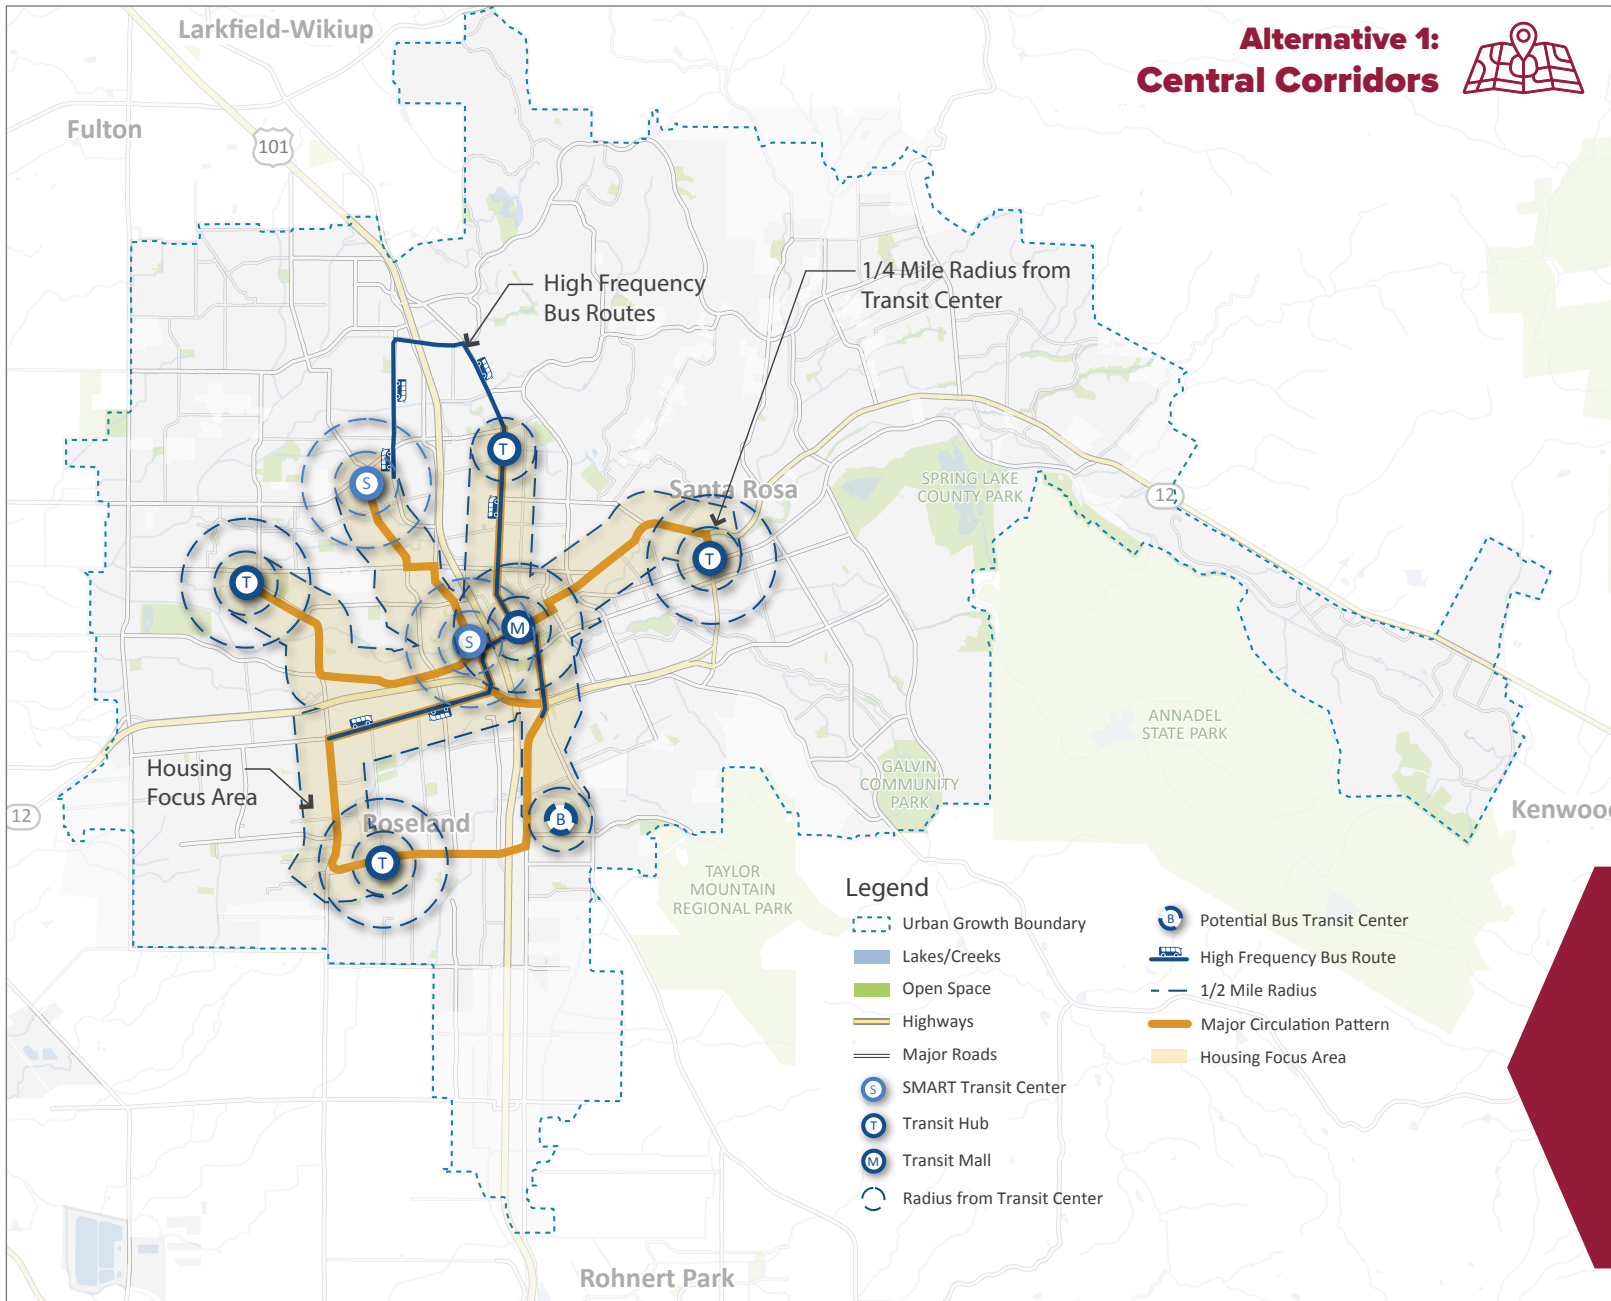 Larkfield-Wikiup
Alternative 1:
Central Corridors
Fulton
101
High Frequency
Bus Routes
1/4 Mile Radius from
Transit Center
T
S
Santa Rosa
SPRING LAKE
COUNTY PARK
12
T
T
M
S
ANNADEL
STATE PARK
Housing
Focus Area
GALVIN
COMMUNITY
PARK
12
Kenwood
Roseland
B
T
TAYLOR
MOUNTAIN
REGIONAL PARK
Legend
Urban Growth Boundary
Lakes/Creeks
Open Space
Highways
Major Roads
S SMART Transit Center
T Transit Hub
M Transit Mall
Radius from Transit Center
B Potential Bus Transit Center
High Frequency Bus Route
1/2 Mile Radius
Major Circulation Pattern
Housing Focus Area
Rohnert Park